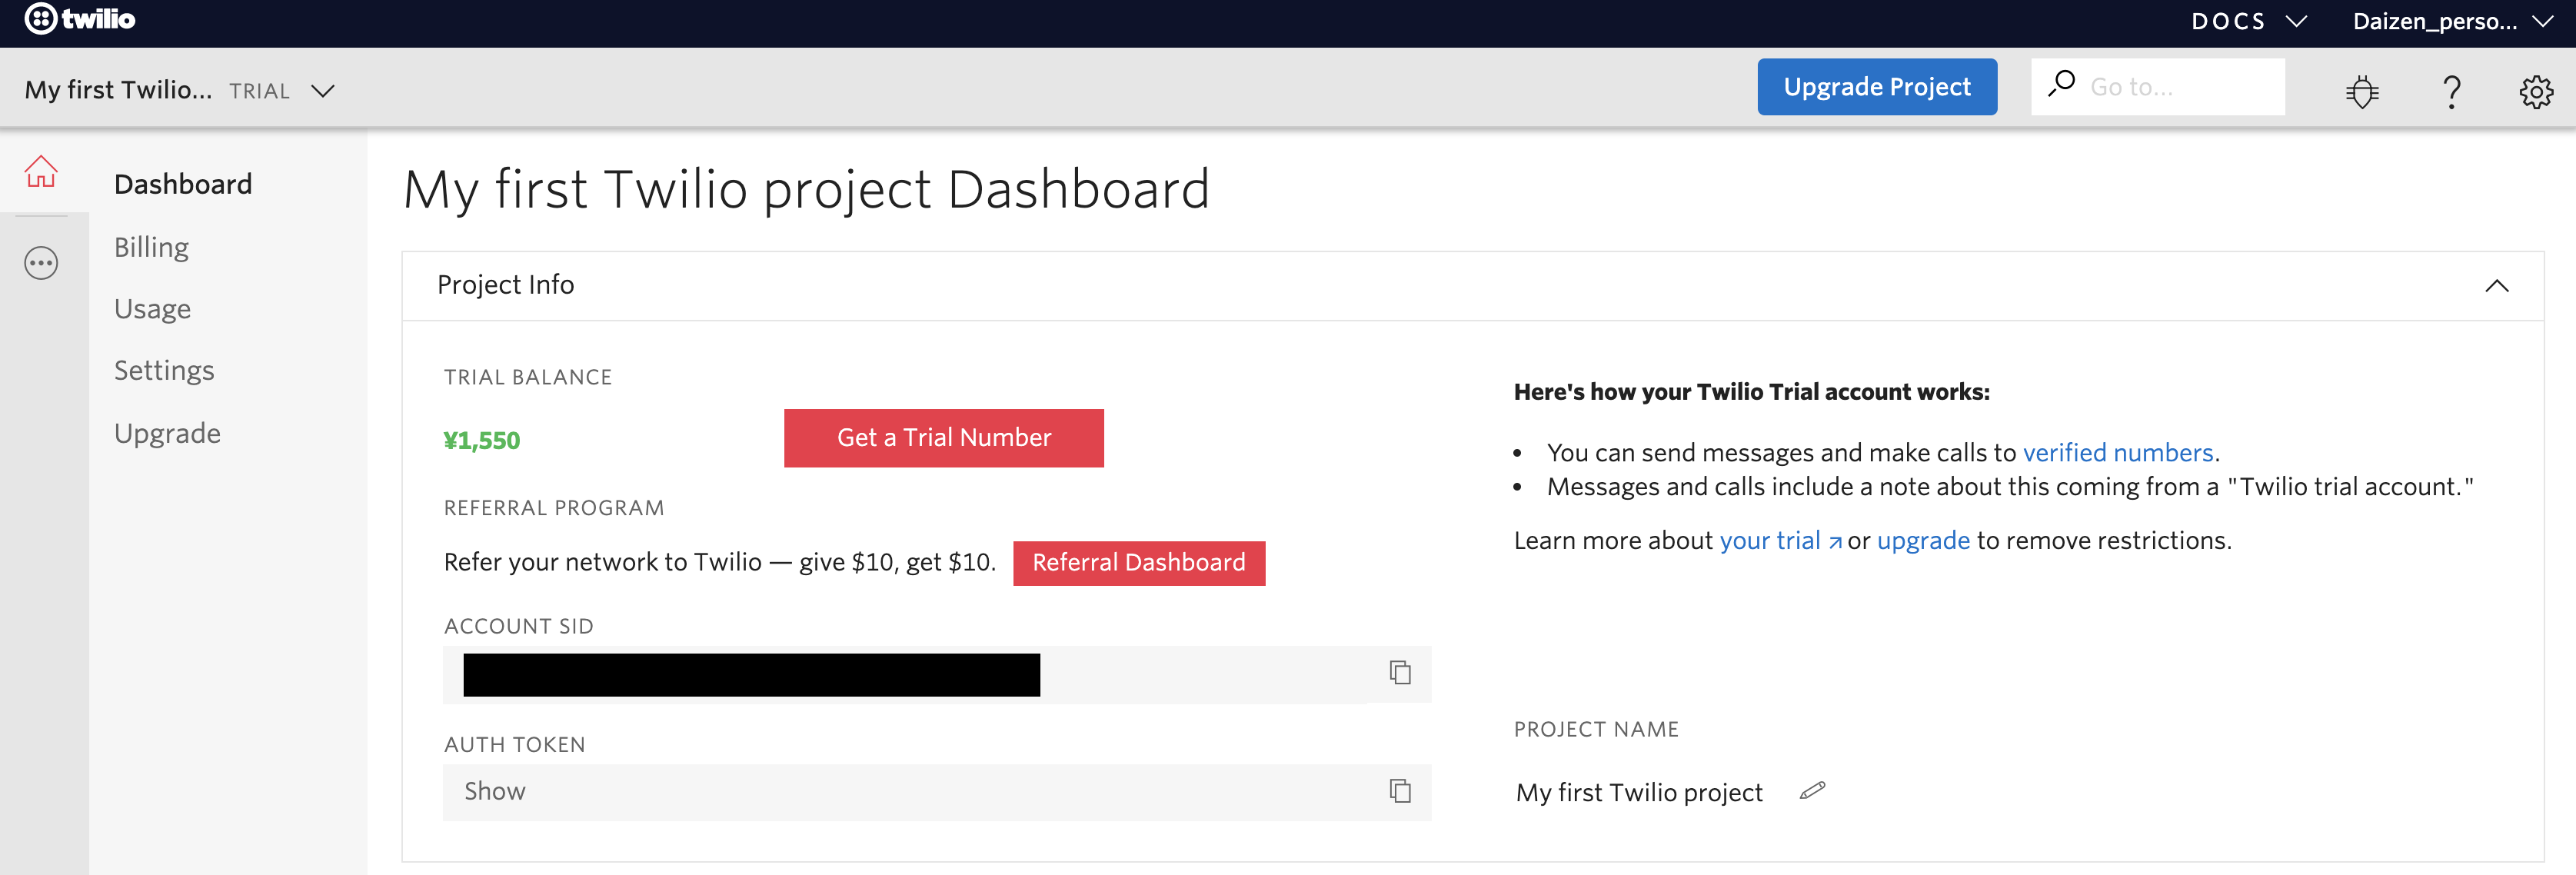 twilio
DOCS
Daizen_perso...
My first Twilio... TRIAL
Upgrade Project
Go to...
?
Dashboard
Billing
Usage
Settings
Upgrade
My first Twilio project Dashboard
Project Info
TRIAL BALANCE
¥1,550
Get a Trial Number
REFERRAL PROGRAM
Refer your network to Twilio — give $10, get $10.
Referral Dashboard
ACCOUNT SID
AUTH TOKEN
Show
Here's how your Twilio Trial account works:
• You can send messages and make calls to verified numbers.
• Messages and calls include a note about this coming from a "Twilio trial account."
Learn more about your trial ↗ or upgrade to remove restrictions.
PROJECT NAME
My first Twilio project